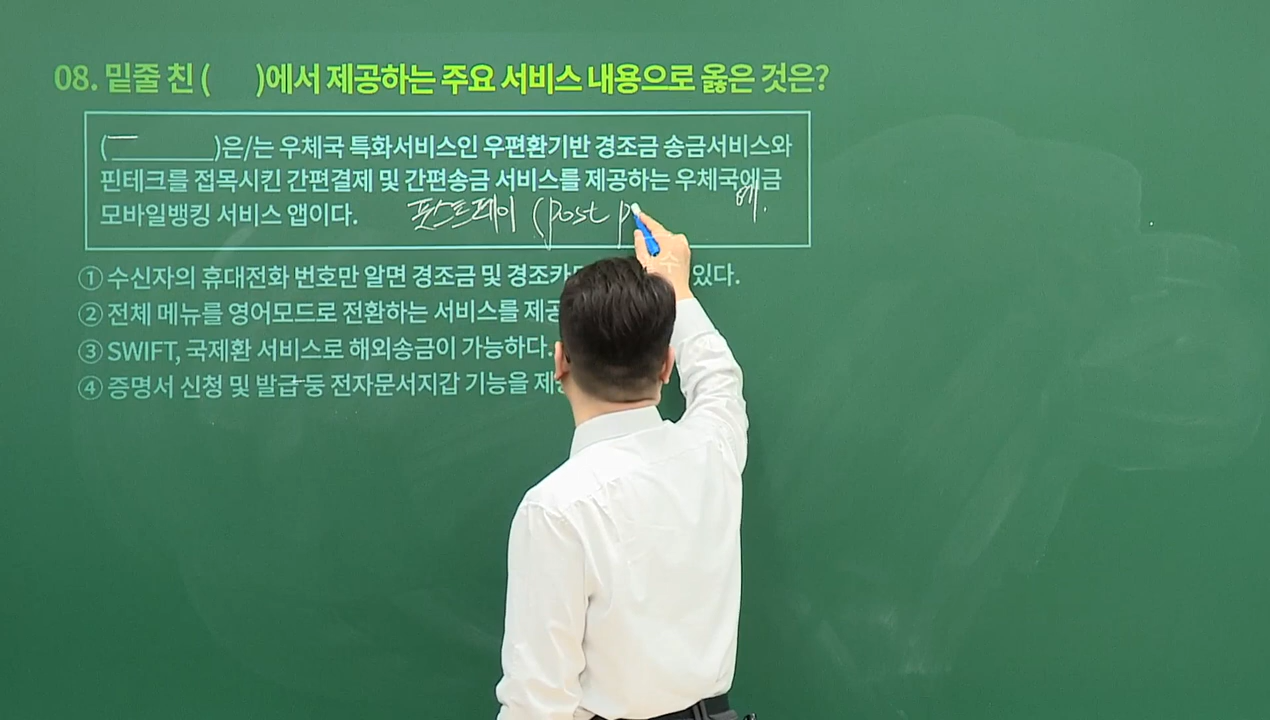 08. 밑줄 친 ( )에서 제공하는 주요 서비스 내용으로 옳은 것은?
( )은/는 우체국 특화서비스인 우편환기반 경조금 송금서비스와
핀테크를 접목시킨 간편결제 및 간편송금 서비스를 제공하는 우체국예금
모바일뱅킹 서비스 앱이다. 포스트페이 (post p 예.
① 수신자의 휴대전화 번호만 알면 경조금 및 경조카 수 있다.
② 전체 메뉴를 영어모드로 전환하는 서비스를 제공
③ SWIFT, 국제환 서비스로 해외송금이 가능하다.
④ 증명서 신청 및 발급 등 전자문서지갑 기능을